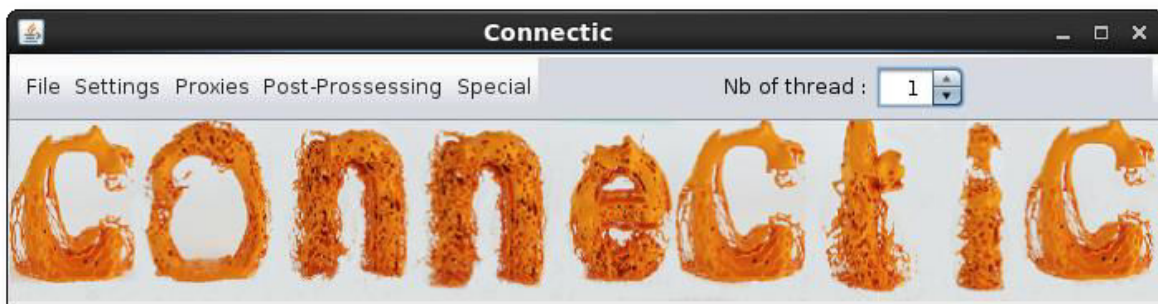 Connectic
File Settings Proxies Post-Prossessing Special Nb of thread : 1
connectic